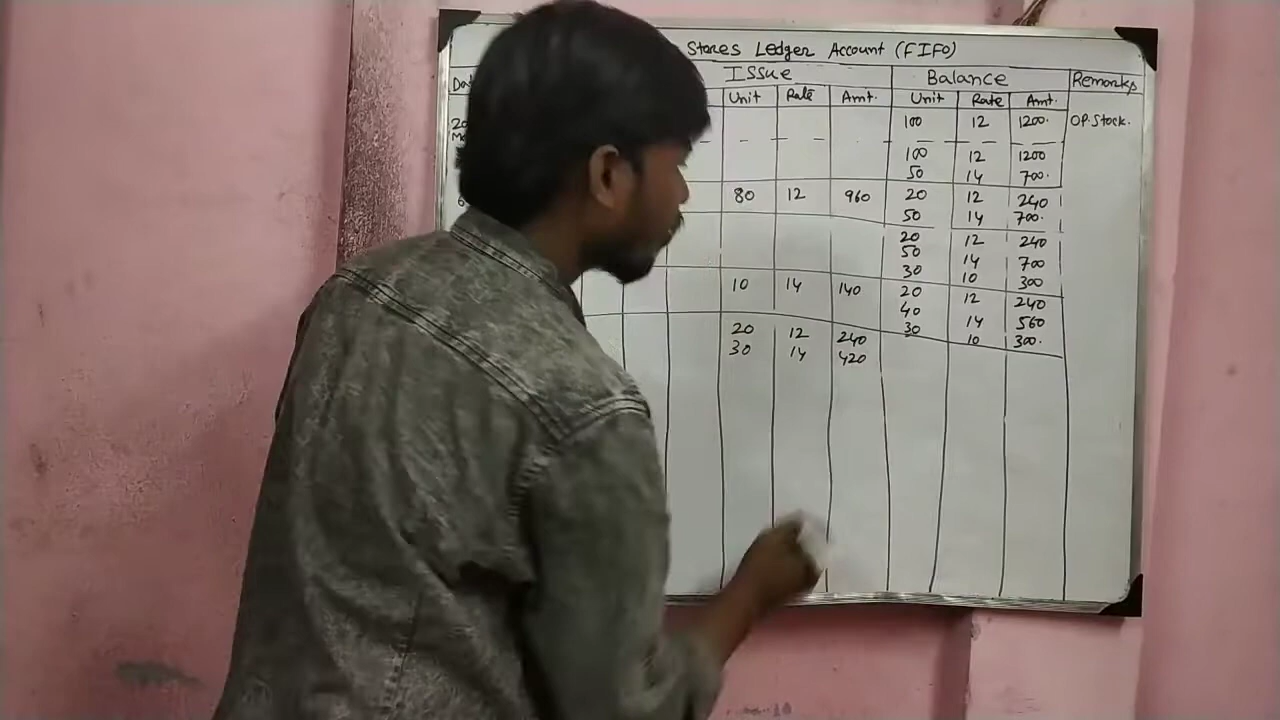 Stores Ledger Account (FIFO)
ISSue Balance Remarks
Unit Rate Amt. Unit Rate Amt.
100 12 1200. OP. Stock.
100 12 1200
50 14 700.
80 12 960 20 12 240
50 14 700.
20 12 240
50 14 700
30 10 300
10 14 140 20 12 240
40 14 560
30 10 300.
20 12 240
30 14 420